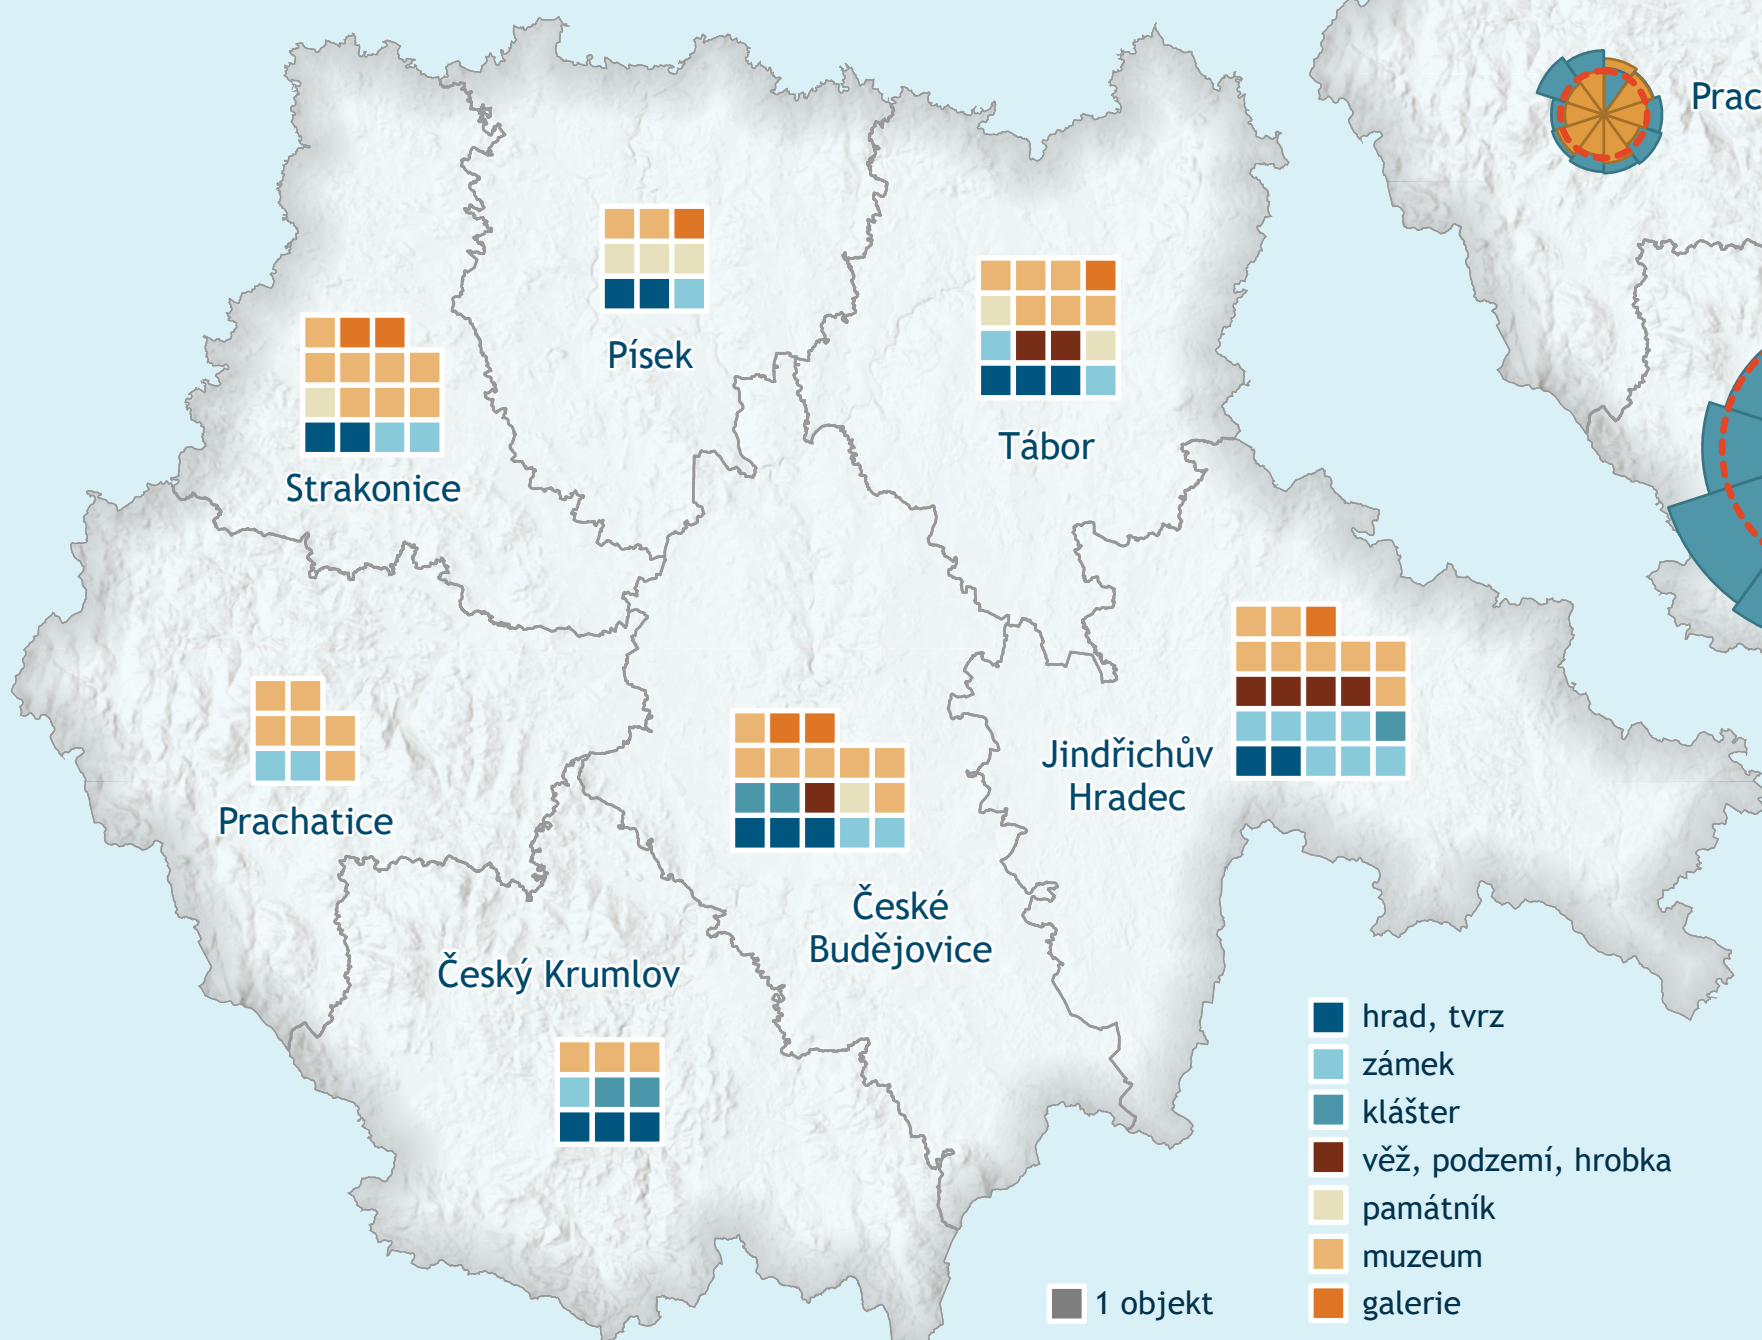 Prac
Písek
Tábor
Strakonice
Jindřichův
Hradec
Prachatice
České
Budějovice
Český Krumlov
hrad, tvrz
zámek
klášter
věž, podzemí, hrobka
památník
muzeum
galerie
1 objekt